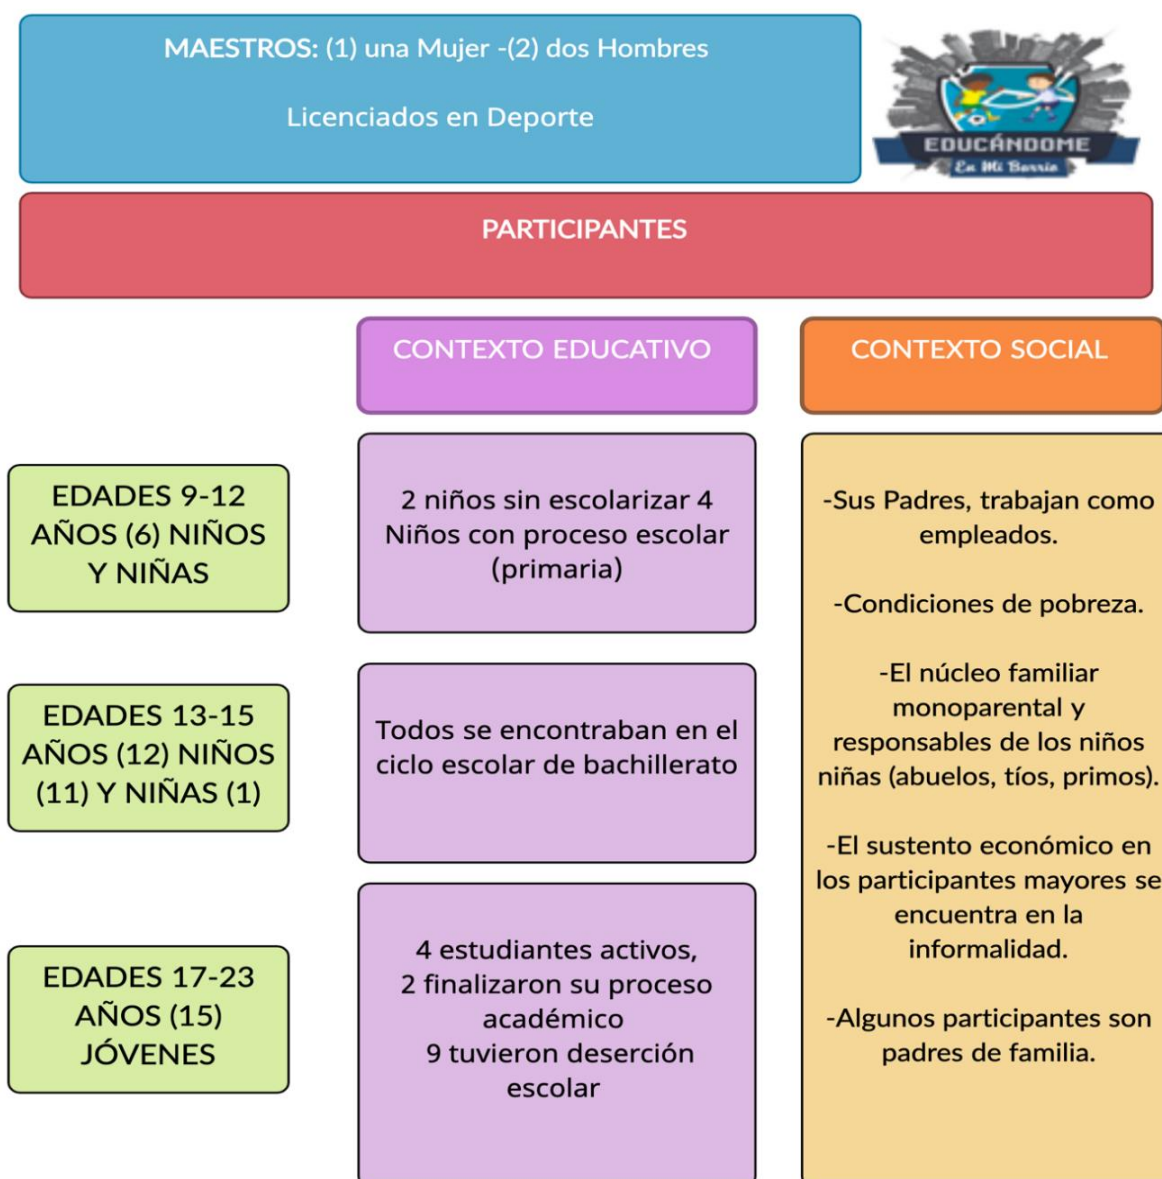 MAESTROS: (1) una Mujer -(2) dos Hombres
Licenciados en Deporte
EDUCÁNDOME
En Mi Barrio
PARTICIPANTES
CONTEXTO EDUCATIVO
CONTEXTO SOCIAL
EDADES 9-12
AÑOS (6) NIÑOS
Y NIÑAS
2 niños sin escolarizar 4
Niños con proceso escolar
(primaria)
EDADES 13-15
AÑOS (12) NIÑOS
(11) Y NIÑAS (1)
Todos se encontraban en el
ciclo escolar de bachillerato
EDADES 17-23
AÑOS (15)
JÓVENES
4 estudiantes activos,
2 finalizaron su proceso
académico
9 tuvieron deserción
escolar
-Sus Padres, trabajan como
empleados.
-Condiciones de pobreza.
-El núcleo familiar
monoparental y
responsables de los niños
niñas (abuelos, tíos, primos).
-El sustento económico en
los participantes mayores se
encuentra en la
informalidad.
-Algunos participantes son
padres de familia.